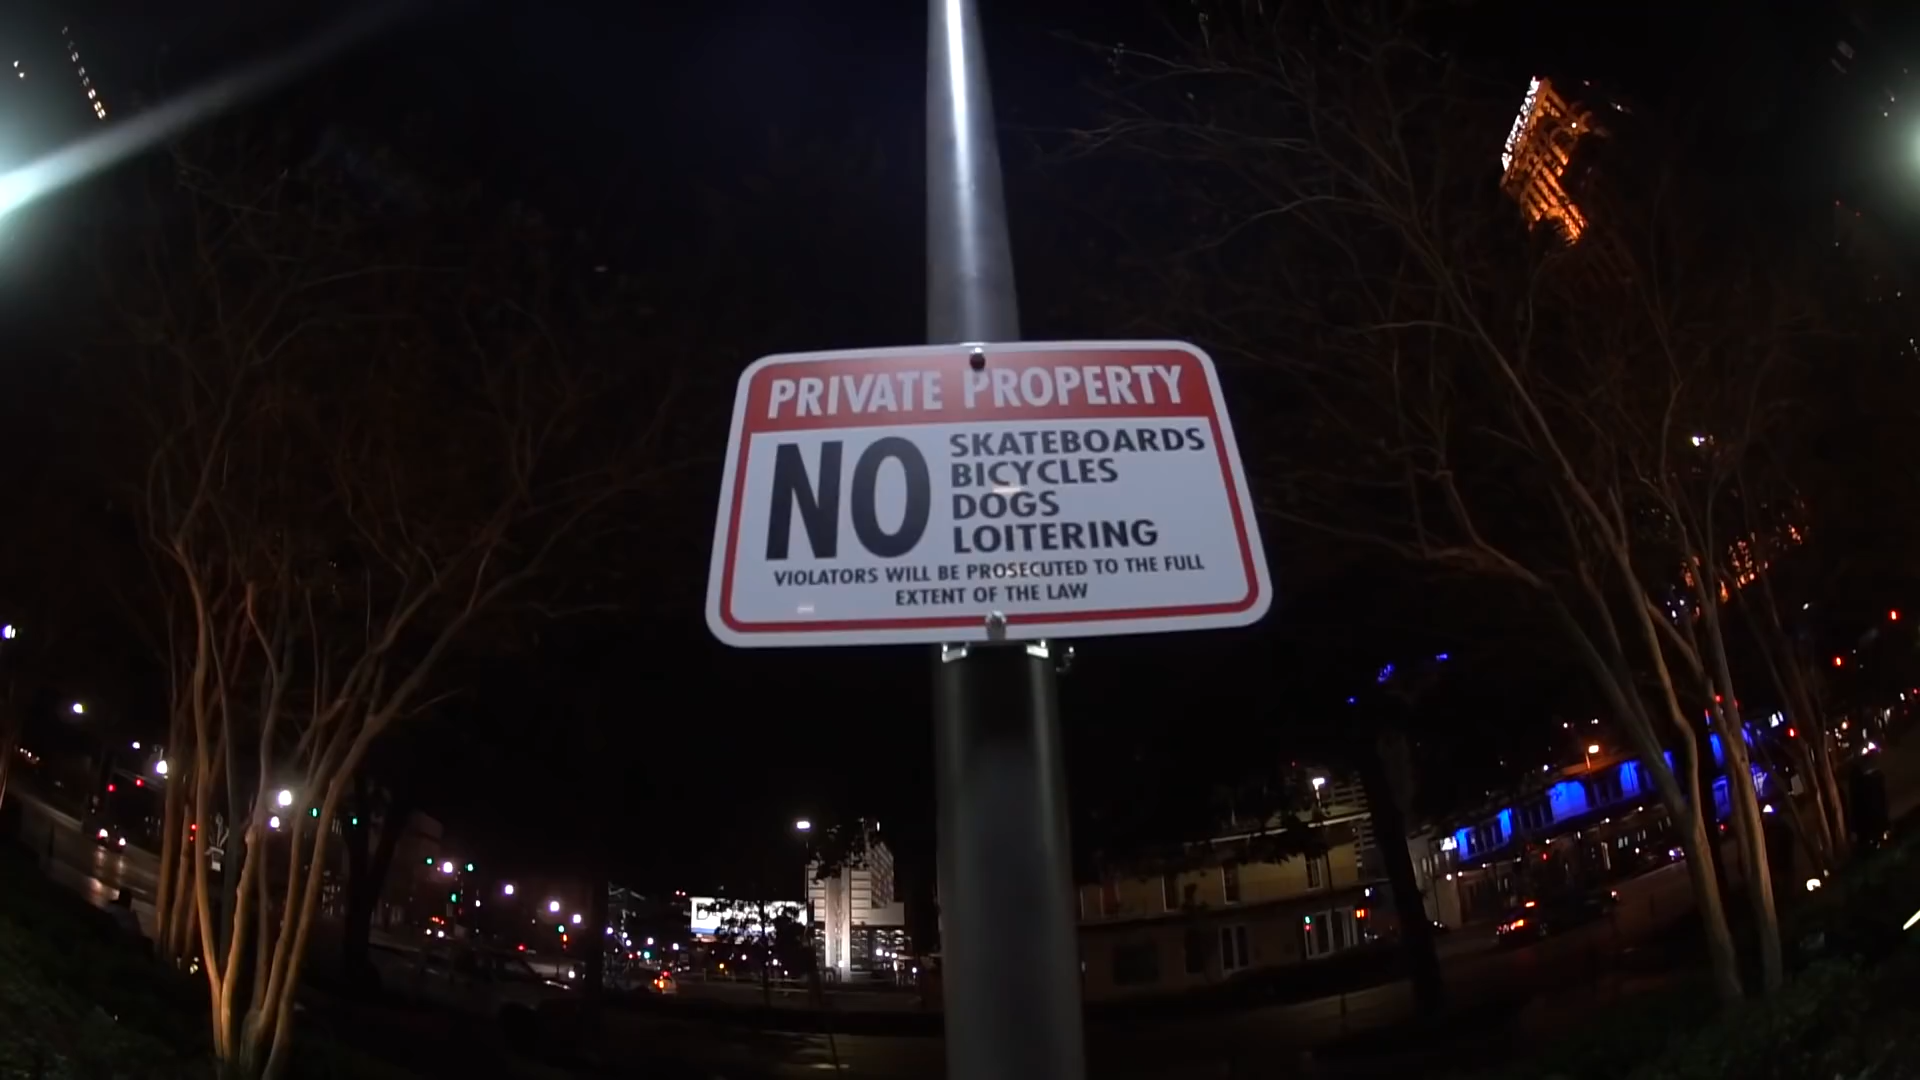 PRIVATE PROPERTY
NO
SKATEBOARDS
BICYCLES
DOGS
LOITERING
VIOLATORS WILL BE PROSECUTED TO THE FULL
EXTENT OF THE LAW